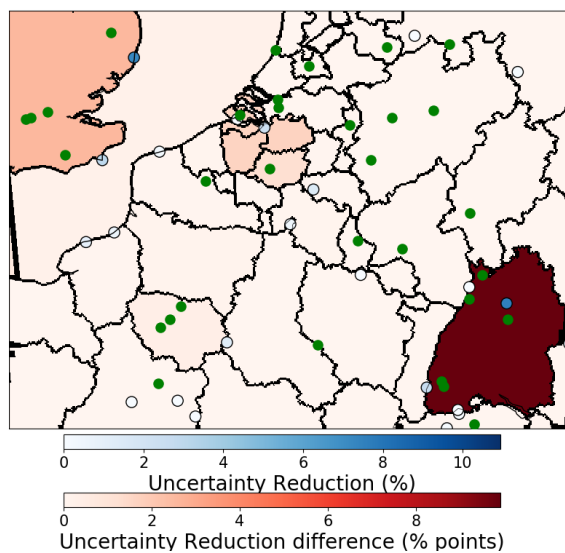 0 2 4 6 8 10
Uncertainty Reduction (%)
0 2 4 6 8
Uncertainty Reduction difference (% points)